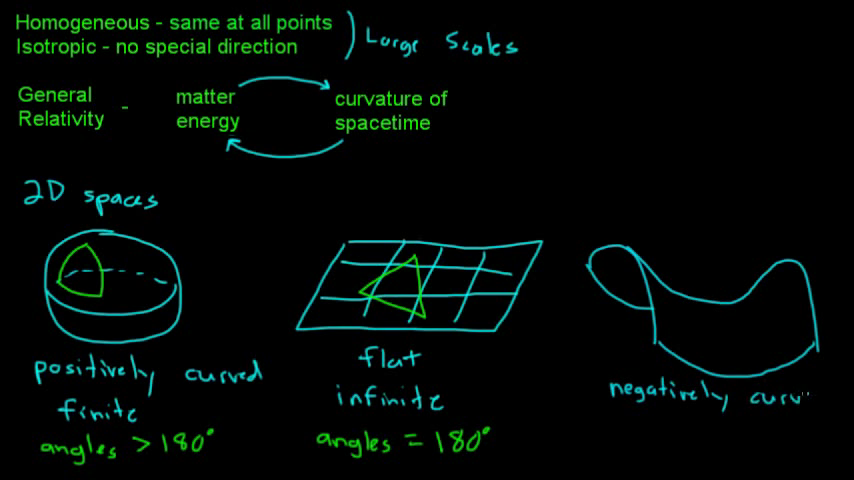 Homogeneous - same at all points
Isotropic - no special direction
Large Scales
General Relativity - matter energy
curvature of spacetime
2D spaces
positively curved
finite
angles > 180°
flat
infinite
angles = 180°
negatively curv